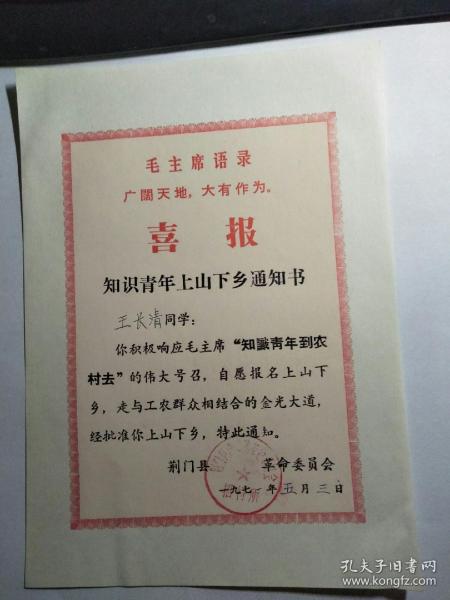 毛主席语录
广阔天地，大有作为。
喜报
知识青年上山下乡通知书
王长清同学：
你积极响应毛主席“知識青年到农
村去”的伟大号召，自愿报名上山下
乡，走与工农群众相结合的金光大道，
经批准你上山下乡，特此通知。
荆门县 革命委员会
一九七一年五月三日
孔夫子旧书网
www.kongfz.com